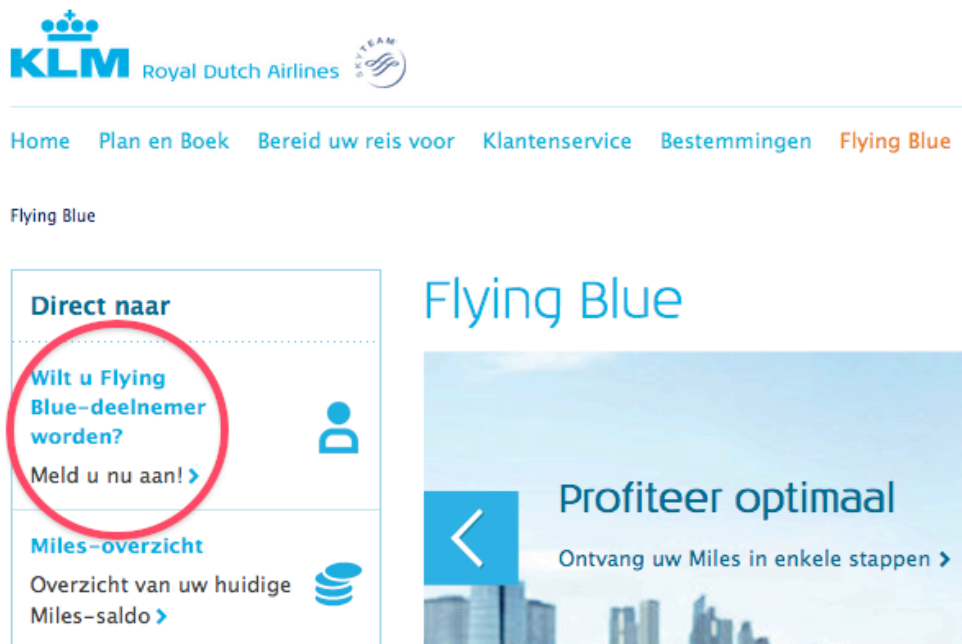 KLM Royal Dutch Airlines SKYTEAM
Home Plan en Boek Bereid uw reis voor Klantenservice Bestemmingen Flying Blue
Flying Blue
Direct naar
Wilt u Flying
Blue-deelnemer
worden?
Meld u nu aan! >
Miles-overzicht
Overzicht van uw huidige
Miles-saldo >
Flying Blue
Profiteer optimaal
Ontvang uw Miles in enkele stappen >